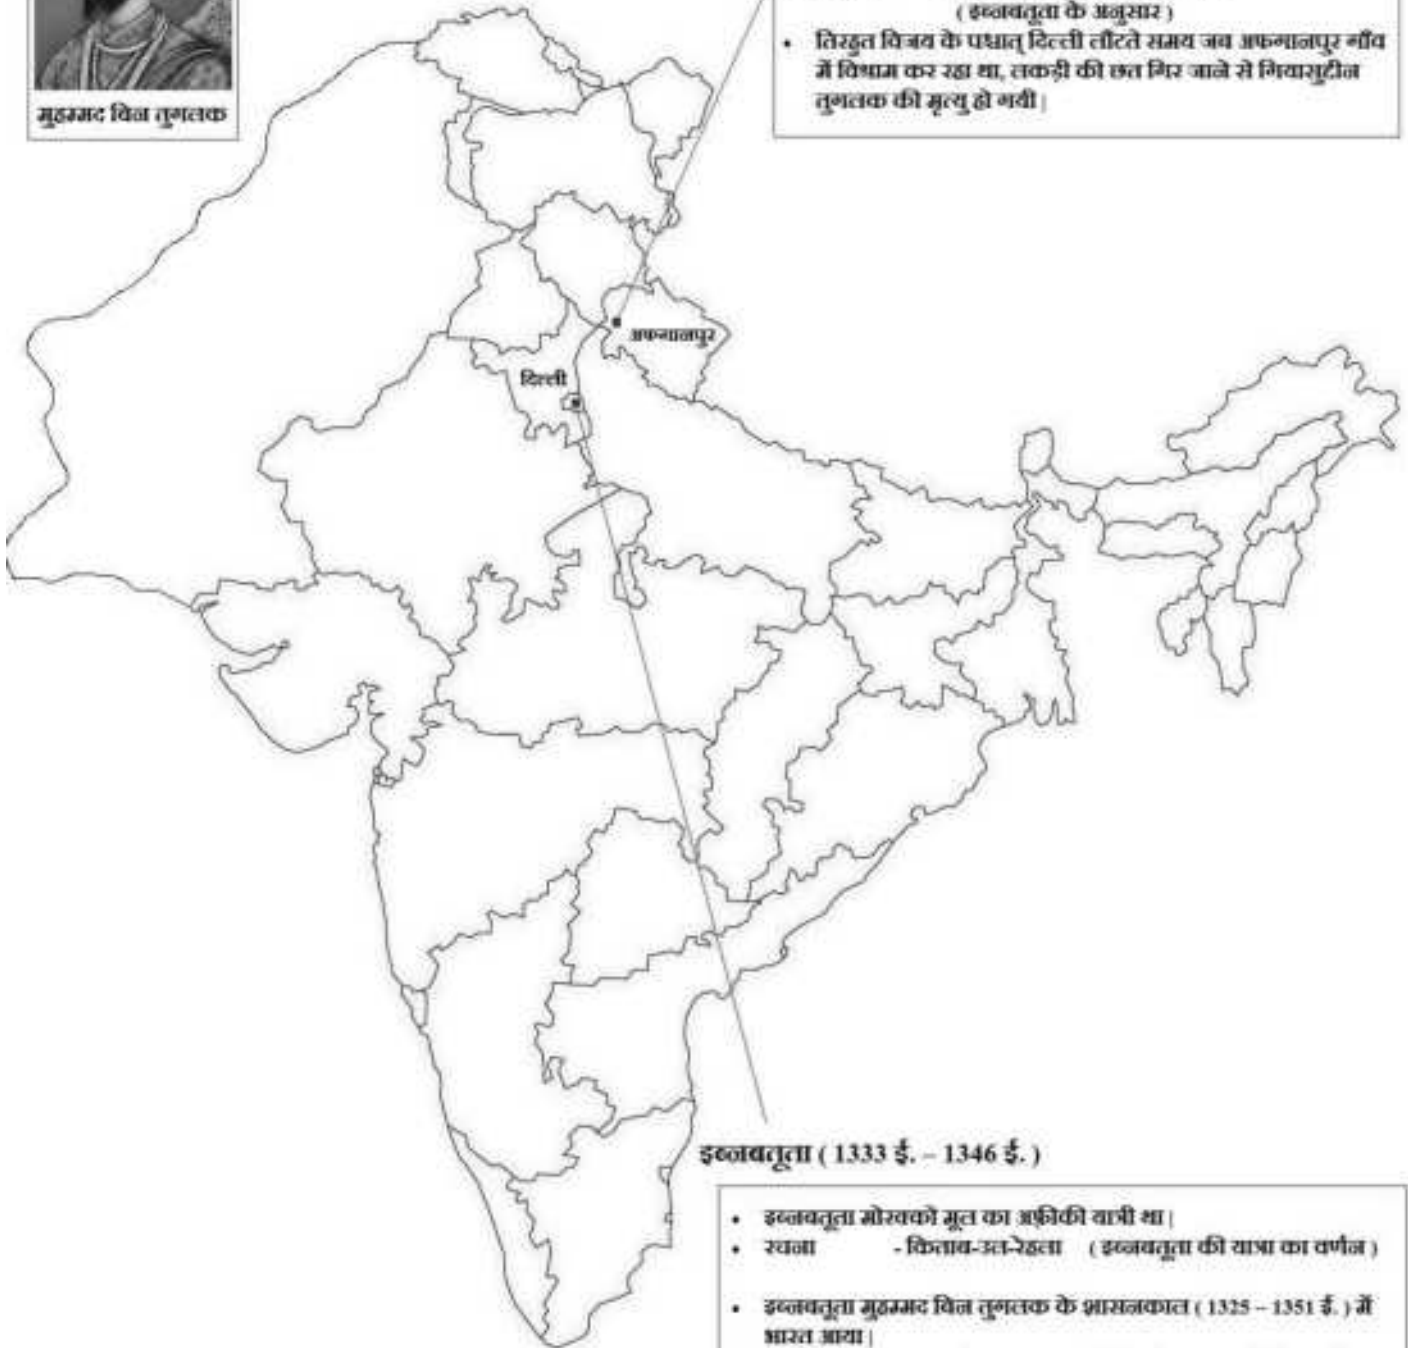 ( इब्नबतूता के अनुसार )
• तिरहुत विजय के पश्चात् दिल्ली लौटते समय जब अफगानपुर गाँव
में विश्राम कर रहा था, लकड़ी की छत गिर जाने से गियासुद्दीन
तुगलक की मृत्यु हो गयी |
मुहम्मद बिन तुगलक
अफगानपुर
दिल्ली
इब्नबतूता ( 1333 ई. – 1346 ई. )
• इब्नबतूता मोरक्को मूल का अफ्रीकी यात्री था |
• रचना - किताब-उल-रेहला ( इब्नबतूता की यात्रा का वर्णन )
• इब्नबतूता मुहम्मद बिन तुगलक के शासनकाल ( 1325 – 1351 ई. ) में
भारत आया |